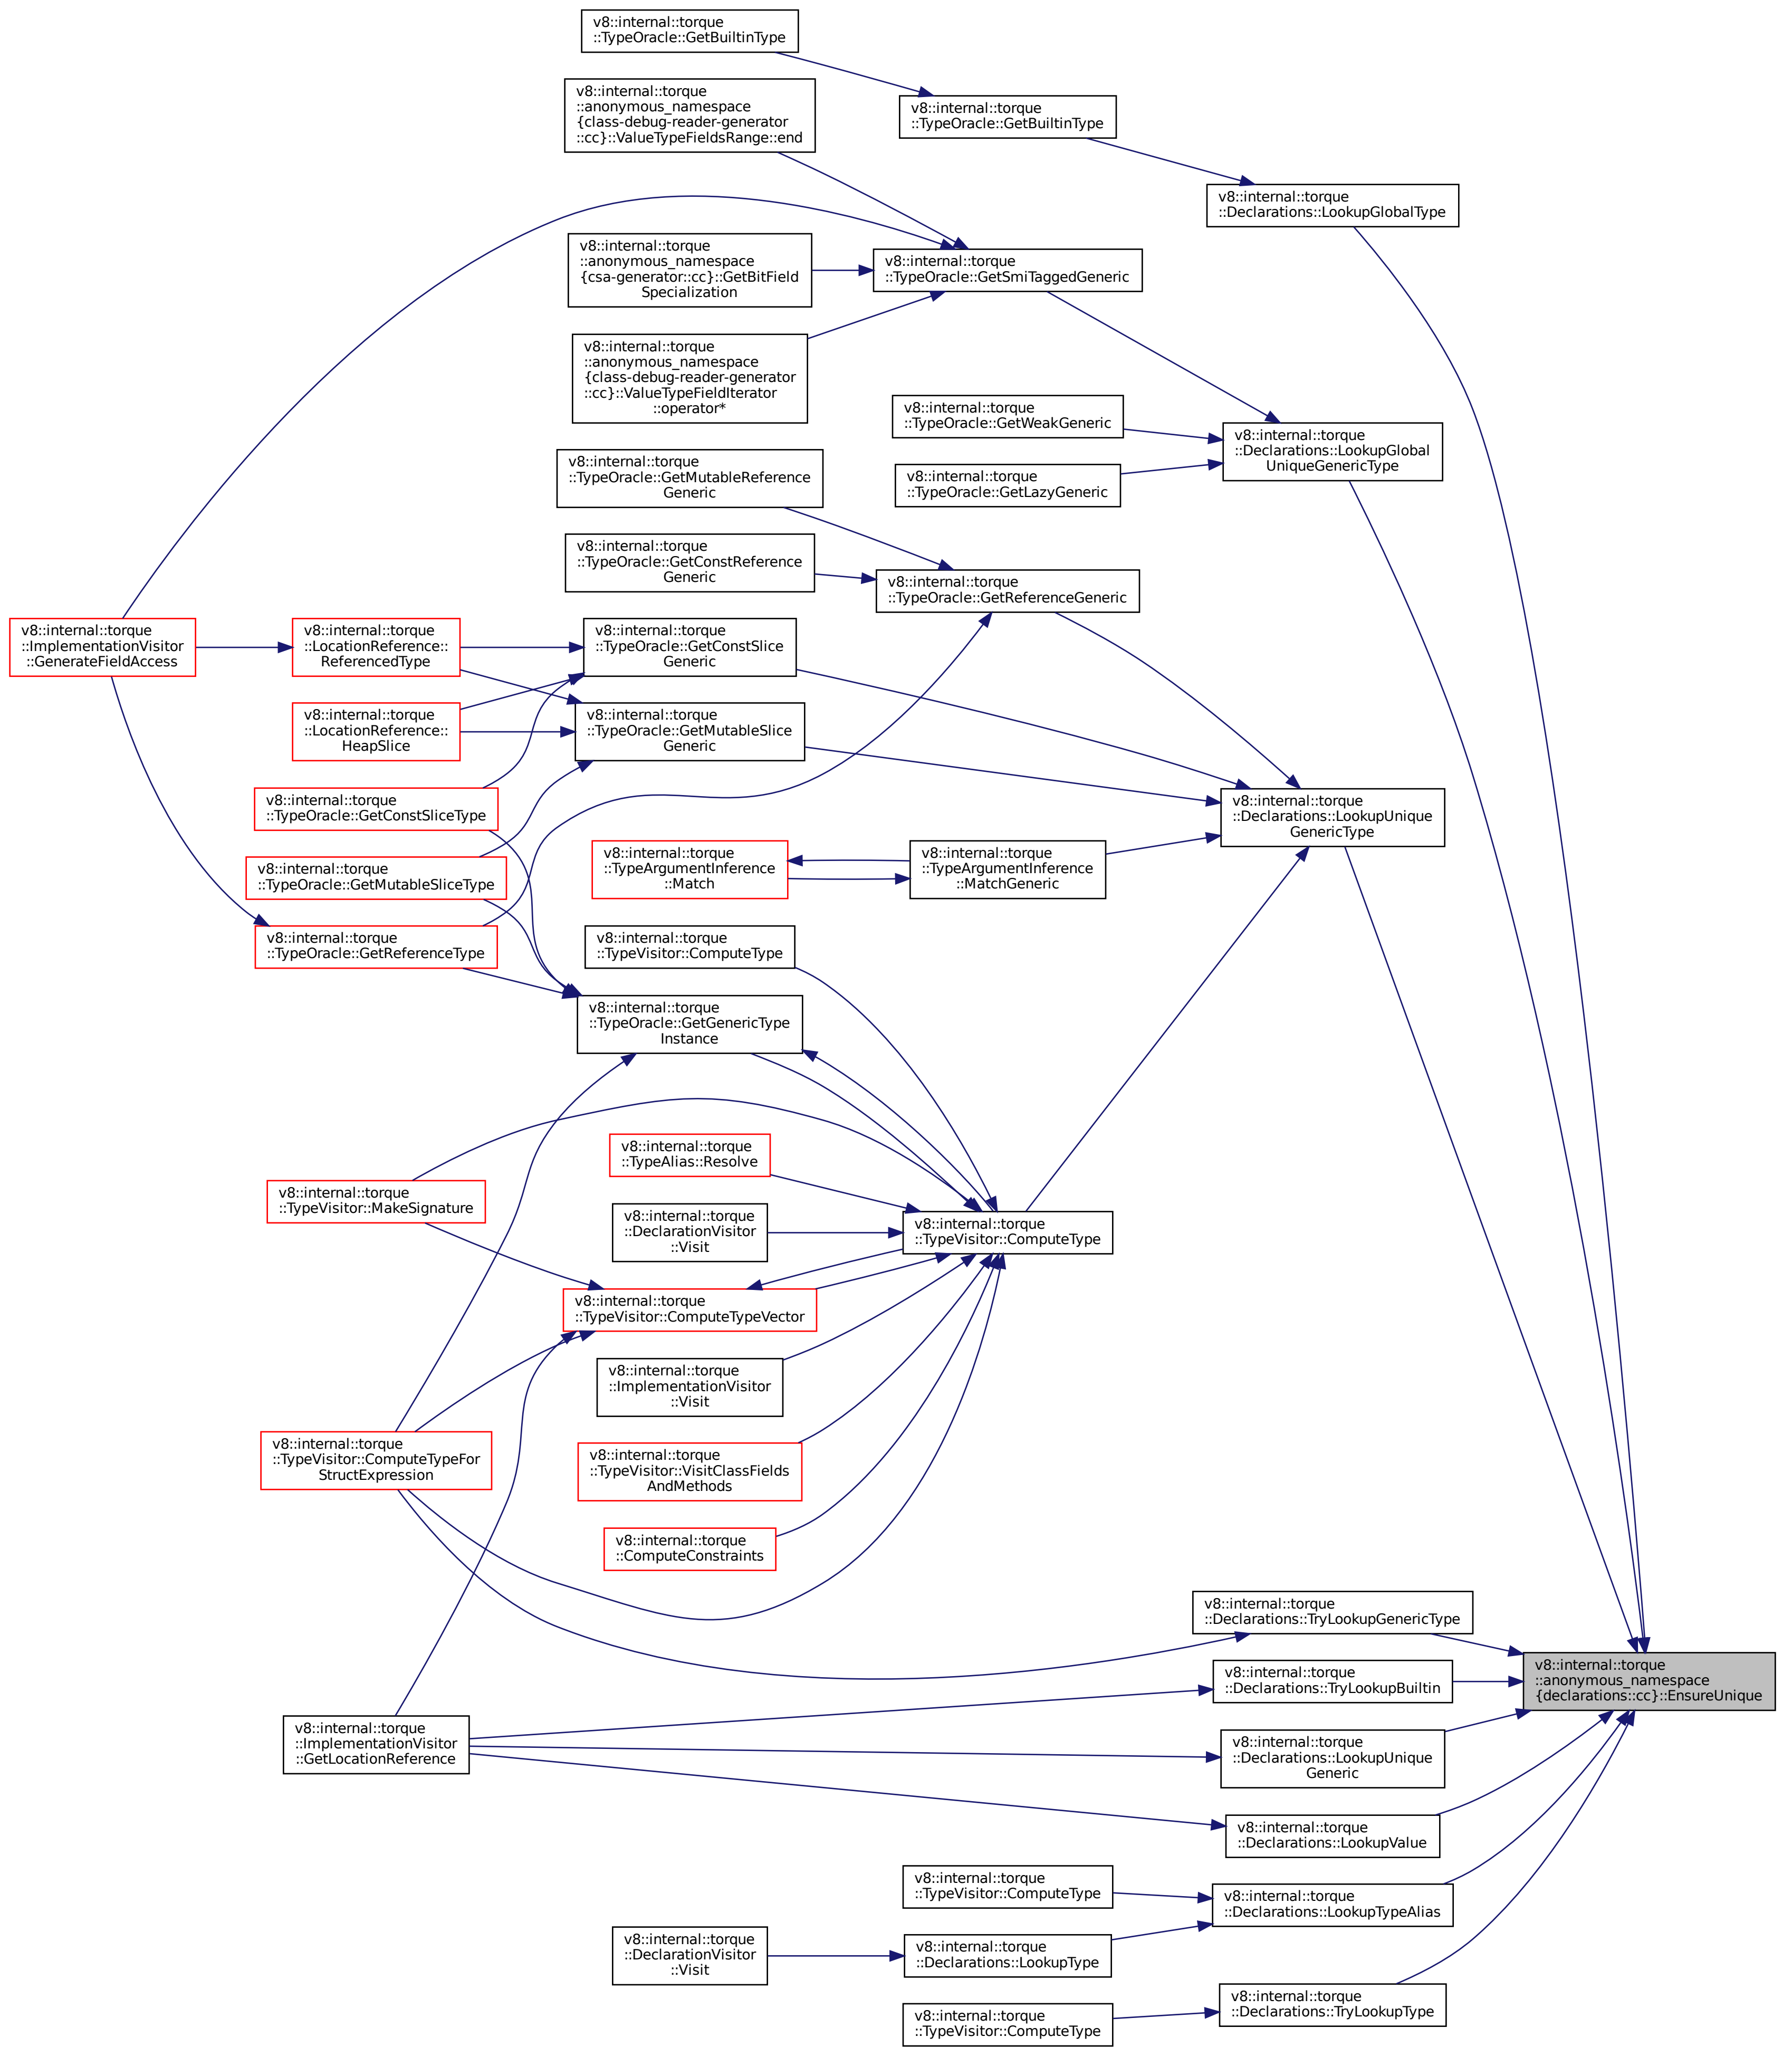 v8::internal::torque
::TypeOracle::GetBuiltinType
v8::internal::torque
::anonymous_namespace
{class-debug-reader-generator
::cc}::ValueTypeFieldsRange::end
v8::internal::torque
::TypeOracle::GetBuiltinType
v8::internal::torque
::Declarations::LookupGlobalType
v8::internal::torque
::anonymous_namespace
{csa-generator::cc}::GetBitField
Specialization
v8::internal::torque
::TypeOracle::GetSmiTaggedGeneric
v8::internal::torque
::anonymous_namespace
{class-debug-reader-generator
::cc}::ValueTypeFieldIterator
::operator*
v8::internal::torque
::TypeOracle::GetWeakGeneric
v8::internal::torque
::Declarations::LookupGlobal
UniqueGenericType
v8::internal::torque
::TypeOracle::GetLazyGeneric
v8::internal::torque
::TypeOracle::GetMutableReference
Generic
v8::internal::torque
::TypeOracle::GetConstReference
Generic
v8::internal::torque
::TypeOracle::GetReferenceGeneric
v8::internal::torque
::ImplementationVisitor
::GenerateFieldAccess
v8::internal::torque
::LocationReference::
ReferencedType
v8::internal::torque
::TypeOracle::GetConstSlice
Generic
v8::internal::torque
::LocationReference::
HeapSlice
v8::internal::torque
::TypeOracle::GetMutableSlice
Generic
v8::internal::torque
::TypeOracle::GetConstSliceType
v8::internal::torque
::Declarations::LookupUnique
GenericType
v8::internal::torque
::TypeOracle::GetMutableSliceType
v8::internal::torque
::TypeArgumentInference
::Match
v8::internal::torque
::TypeArgumentInference
::MatchGeneric
v8::internal::torque
::TypeOracle::GetReferenceType
v8::internal::torque
::TypeVisitor::ComputeType
v8::internal::torque
::TypeOracle::GetGenericType
Instance
v8::internal::torque
::TypeAlias::Resolve
v8::internal::torque
::TypeVisitor::MakeSignature
v8::internal::torque
::DeclarationVisitor
::Visit
v8::internal::torque
::TypeVisitor::ComputeType
v8::internal::torque
::TypeVisitor::ComputeTypeVector
v8::internal::torque
::ImplementationVisitor
::Visit
v8::internal::torque
::TypeVisitor::ComputeTypeFor
StructExpression
v8::internal::torque
::TypeVisitor::VisitClassFields
AndMethods
v8::internal::torque
::ComputeConstraints
v8::internal::torque
::Declarations::TryLookupGenericType
v8::internal::torque
::anonymous_namespace
{declarations::cc}::EnsureUnique
v8::internal::torque
::Declarations::TryLookupBuiltin
v8::internal::torque
::ImplementationVisitor
::GetLocationReference
v8::internal::torque
::Declarations::LookupUnique
Generic
v8::internal::torque
::Declarations::LookupValue
v8::internal::torque
::TypeVisitor::ComputeType
v8::internal::torque
::Declarations::LookupTypeAlias
v8::internal::torque
::DeclarationVisitor
::Visit
v8::internal::torque
::Declarations::LookupType
v8::internal::torque
::TypeVisitor::ComputeType
v8::internal::torque
::Declarations::TryLookupType